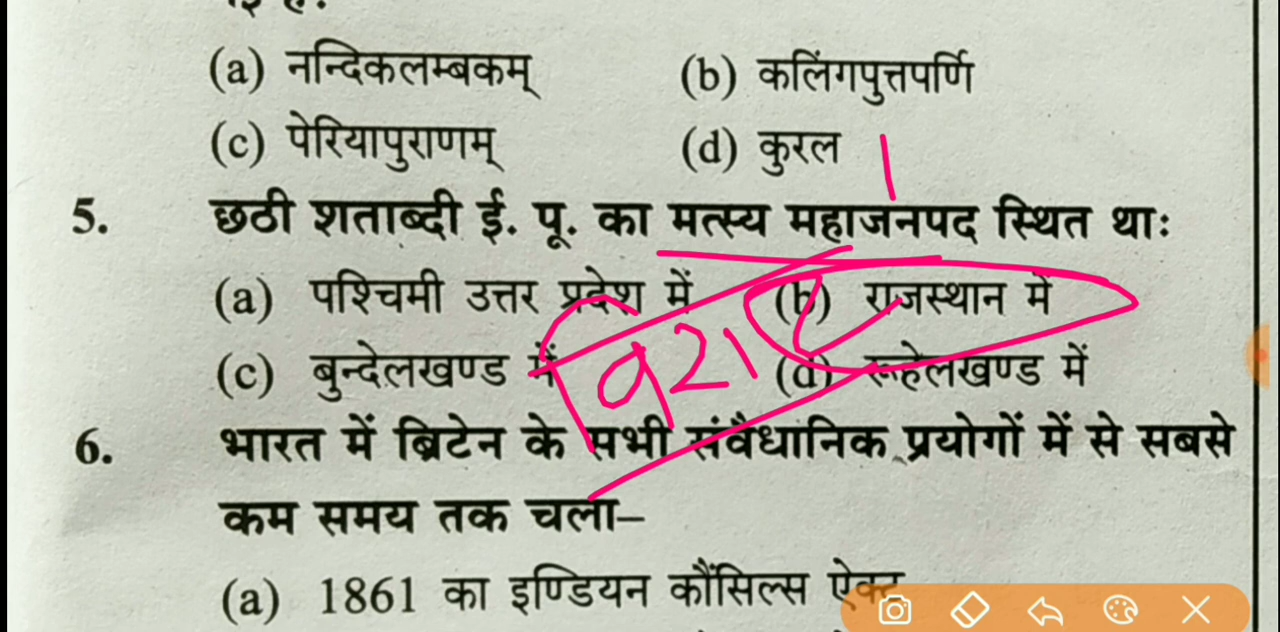 (a) नन्दिकलम्बकम् (b) कलिंगपुत्तपर्णि
(c) पेरियापुराणम् (d) कुरल
5. छठी शताब्दी ई. पू. का मत्स्य महाजनपद स्थित थाः
(a) पश्चिमी उत्तर प्रदेश में (b) राजस्थान में
(c) बुन्देलखण्ड में (d) रूहेलखण्ड में
6. भारत में ब्रिटेन के सभी संवैधानिक प्रयोगों में से सबसे
कम समय तक चला–
(a) 1861 का इण्डियन कौंसिल्स ऐक्ट